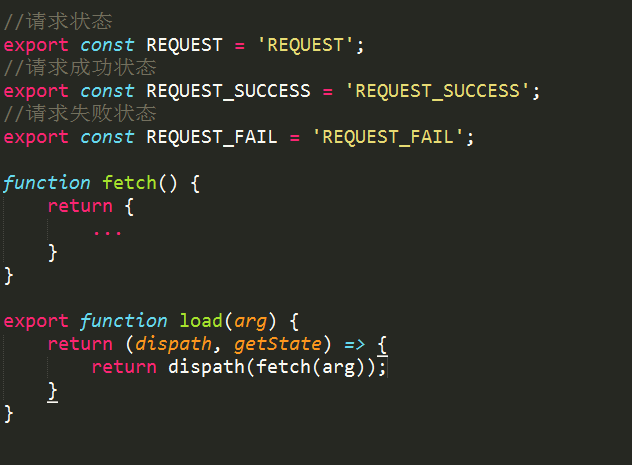 //请求状态
export const REQUEST = 'REQUEST';
//请求成功状态
export const REQUEST_SUCCESS = 'REQUEST_SUCCESS';
//请求失败状态
export const REQUEST_FAIL = 'REQUEST_FAIL';
function fetch() {
return {
...
}
}
export function load(arg) {
return (dispath, getState) => {
return dispath(fetch(arg));
}
}